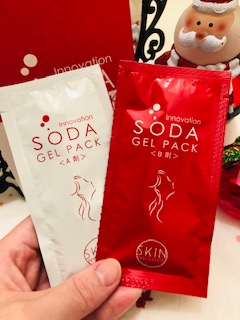 Innovation
Innovation
SODA
GEL PACK
<A剤>
Innovation
SODA
GEL PACK
<B剤>
SKIN